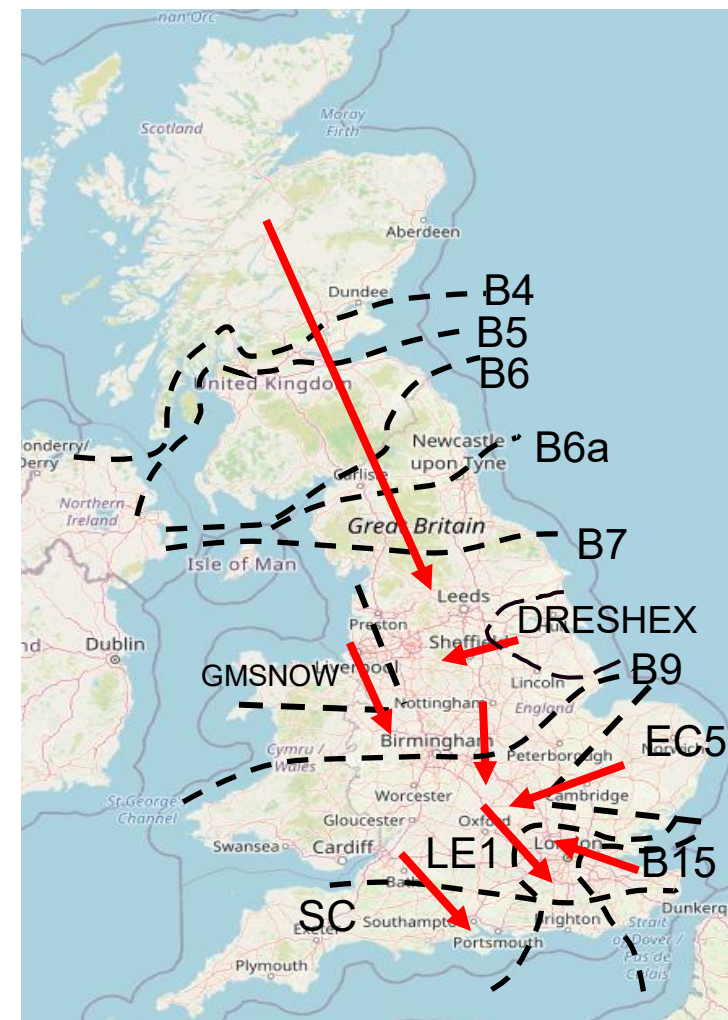 nan Orc
Moray
Firth
Scotland
Aberdeen
Dundee
B4
B5
United Kingdom
B6
onderry/
Derry
Newcastle
upon Tyne
B6a
Carlisle
Northern
Ireland
Great Britain
B7
Isle of Man
Leeds
Preston
DRESHEX
Sheffield
Dublin
nd
Liverpool
GMSNOW
Lincoln
B9
Nottingham
England
Birmingham
EC5
Norwich
Cymru /
Wales
Peterborough
St George's
Channel
Worcester
Cambridge
Gloucester
Oxford
Swansea
Cardiff
LE1
London
B15
Bath
SC
Southampton
Dunkerq
Exeter
Brighton
Strait
of Dover /
Pas de
Calais
Portsmouth
Plymouth